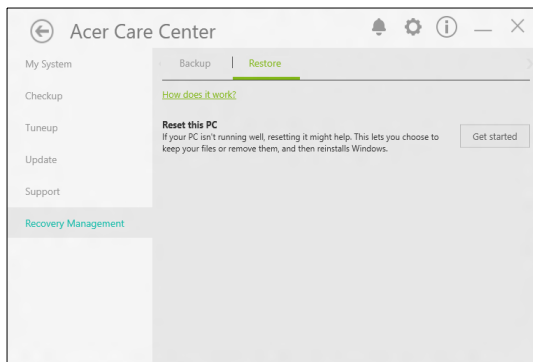 Acer Care Center
My System
Checkup
Tuneup
Update
Support
Recovery Management
Backup
Restore
How does it work?
Reset this PC
If your PC isn't running well, resetting it might help. This lets you choose to
keep your files or remove them, and then reinstalls Windows.
Get started